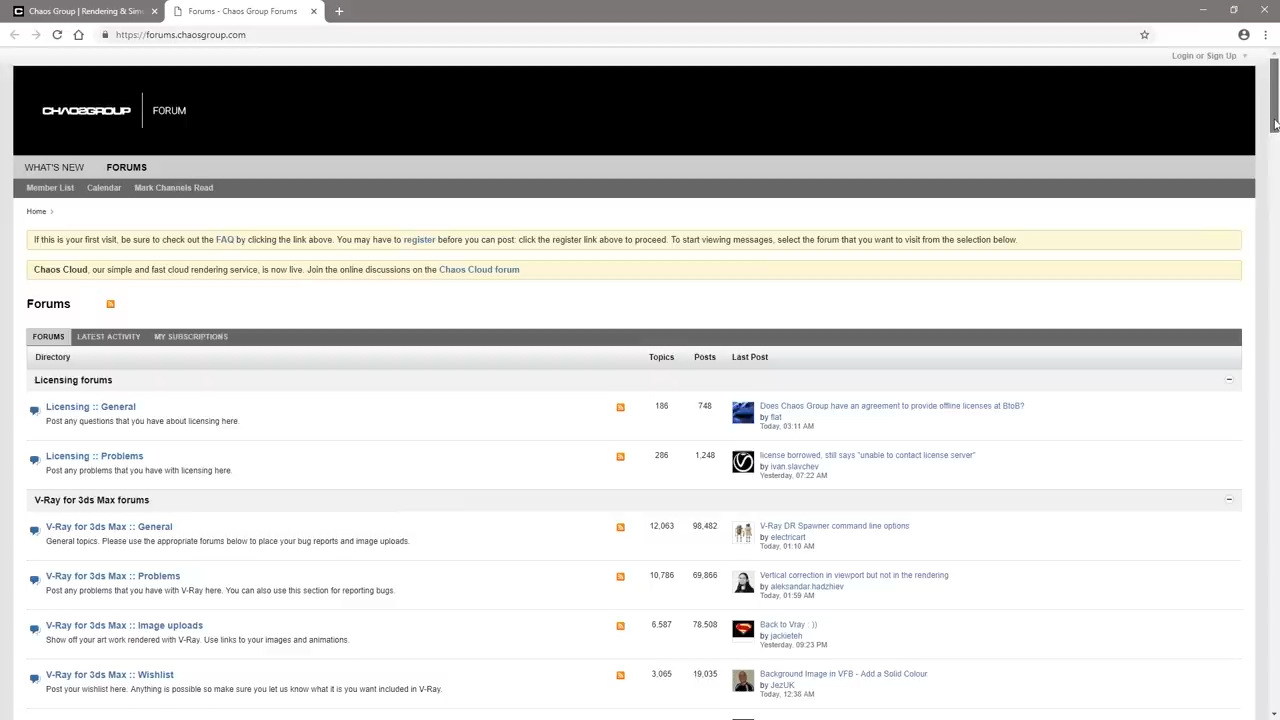 Chaos Group | Rendering & Sim
Forums - Chaos Group Forums
https://forums.chaosgroup.com
Login or Sign Up
CHAOSGROUP FORUM
WHAT'S NEW FORUMS
Member List Calendar Mark Channels Read
Home
If this is your first visit, be sure to check out the FAQ by clicking the link above. You may have to register before you can post: click the register link above to proceed. To start viewing messages, select the forum that you want to visit from the selection below.
Chaos Cloud, our simple and fast cloud rendering service, is now live. Join the online discussions on the Chaos Cloud forum
Forums
FORUMS LATEST ACTIVITY MY SUBSCRIPTIONS
Directory Topics Posts Last Post
Licensing forums
Licensing :: General 186 748 Does Chaos Group have an agreement to provide offline licenses at BtoB?
Post any questions that you have about licensing here. by flat
Today, 03:11 AM
Licensing :: Problems 286 1,248 license borrowed, still says "unable to contact license server"
Post any problems that you have with licensing here. by ivan.slavchev
Yesterday, 07:22 AM
V-Ray for 3ds Max forums
V-Ray for 3ds Max :: General 12,063 98,482 V-Ray DR Spawner command line options
General topics. Please use the appropriate forums below to place your bug reports and image uploads. by electricart
Today, 01:10 AM
V-Ray for 3ds Max :: Problems 10,786 69,866 Vertical correction in viewport but not in the rendering
Post any problems that you have with V-Ray here. You can also use this section for reporting bugs. by aleksandar.hadzhiev
Today, 01:59 AM
V-Ray for 3ds Max :: Image uploads 6,587 78,508 Back to Vray : ))
Show off your art work rendered with V-Ray. Use links to your images and animations. by jackieteh
Yesterday, 09:23 PM
V-Ray for 3ds Max :: Wishlist 3,065 19,035 Background Image in VFB - Add a Solid Colour
Post your wishlist here. Anything is possible so make sure you let us know what it is you want included in V-Ray. by JezUK
Today, 12:38 AM